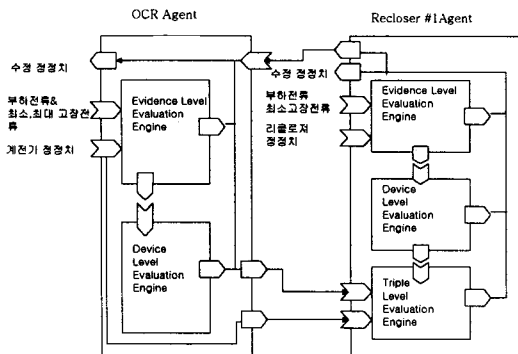 OCR Agent
Recloser #1Agent
수정 정정치
부하전류&
최소,최대 고장전
류
계전기 정정치
Evidence Level
Evaluation
Engine
Device
Level
Evaluation
Engine
수정 정정치
부하전류
최소고장전류
리클로져
정정치
Evidence Level
Evaluation
Engine
Device
Level
Evaluation
Engine
Triple
Level
Evaluation
Engine